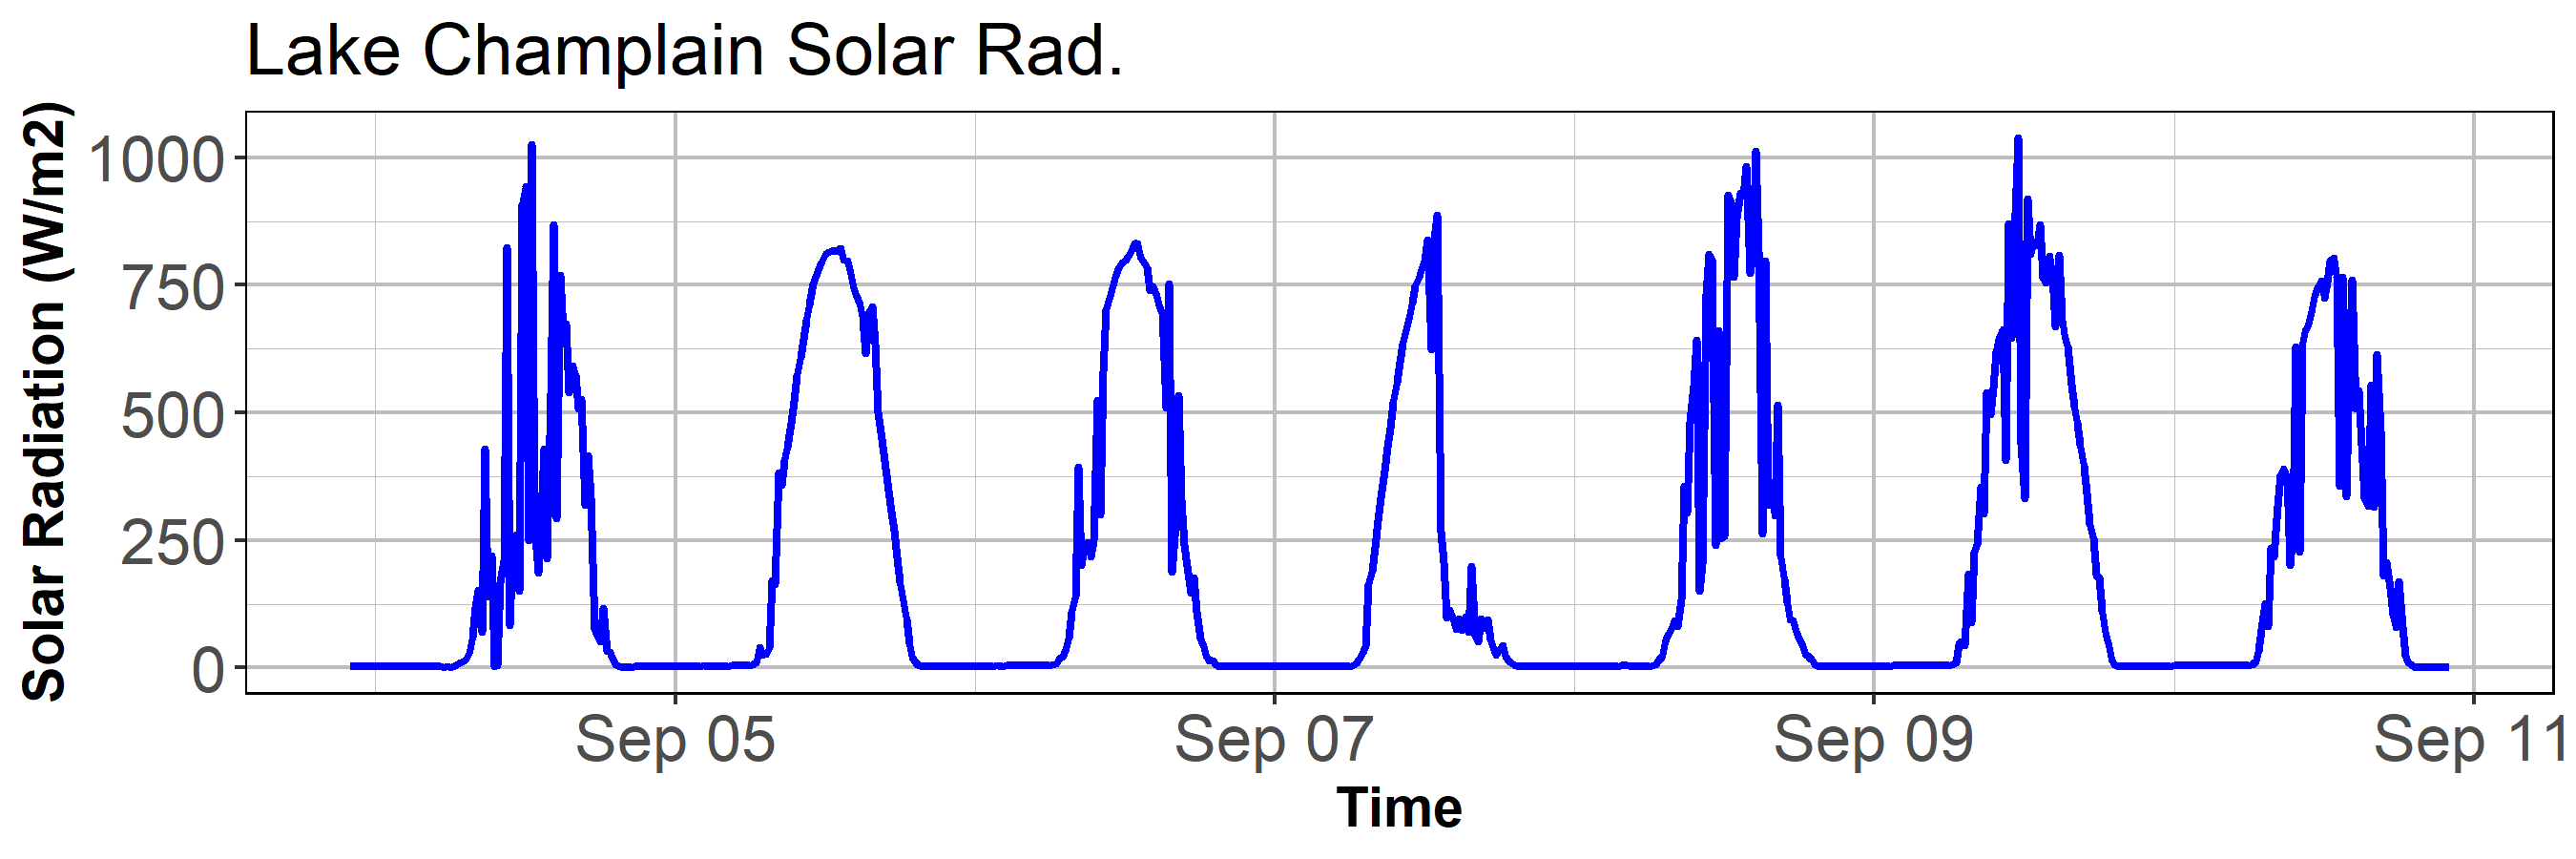 Lake Champlain Solar Rad.
Solar Radiation (W/m2)
1000
750
500
250
0
Sep 05
Sep 07
Sep 09
Sep 11
Time